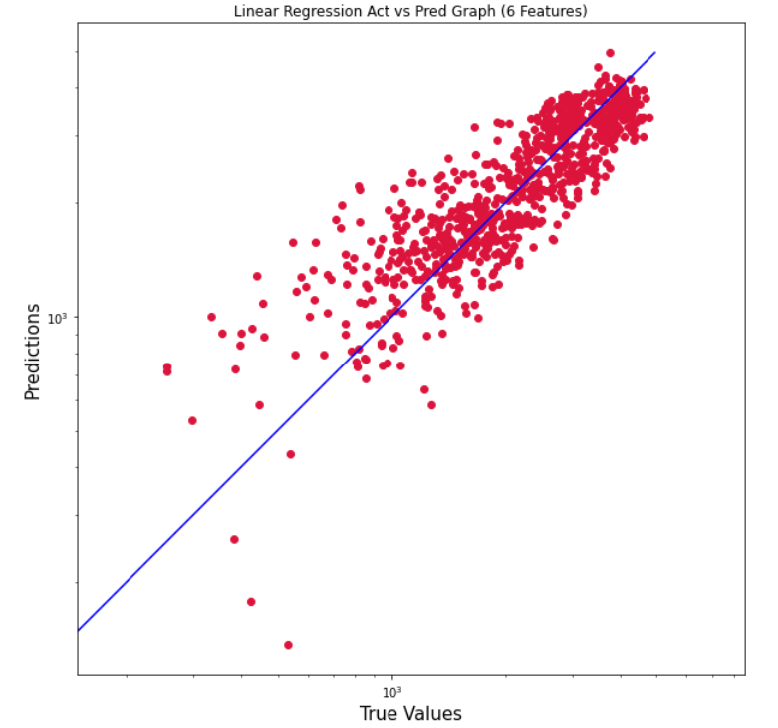 Linear Regression Act vs Pred Graph (6 Features)
Predictions
10³
10³
True Values